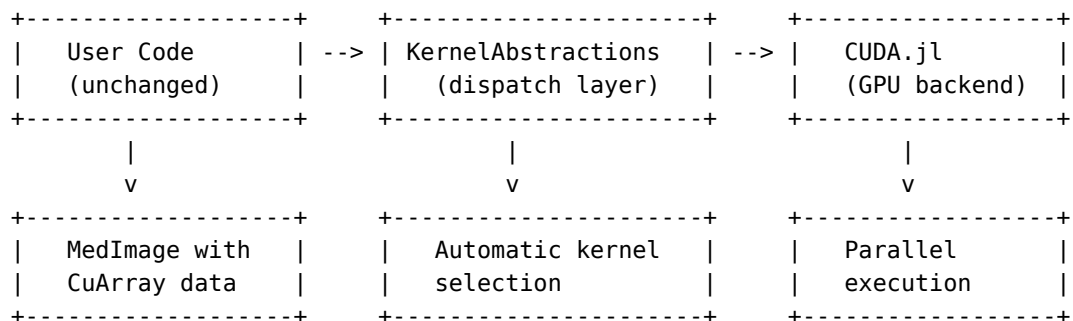 +-------------------+     +----------------------+     +------------------+
|   User Code       | --> | KernelAbstractions   | --> |   CUDA.jl        |
|   (unchanged)     |     |   (dispatch layer)   |     |   (GPU backend)  |
+-------------------+     +----------------------+     +------------------+
        |                         |                          |
        v                         v                          v
+-------------------+     +----------------------+     +------------------+
|   MedImage with   |     |   Automatic kernel   |     |   Parallel       |
|   CuArray data    |     |   selection          |     |   execution      |
+-------------------+     +----------------------+     +------------------+